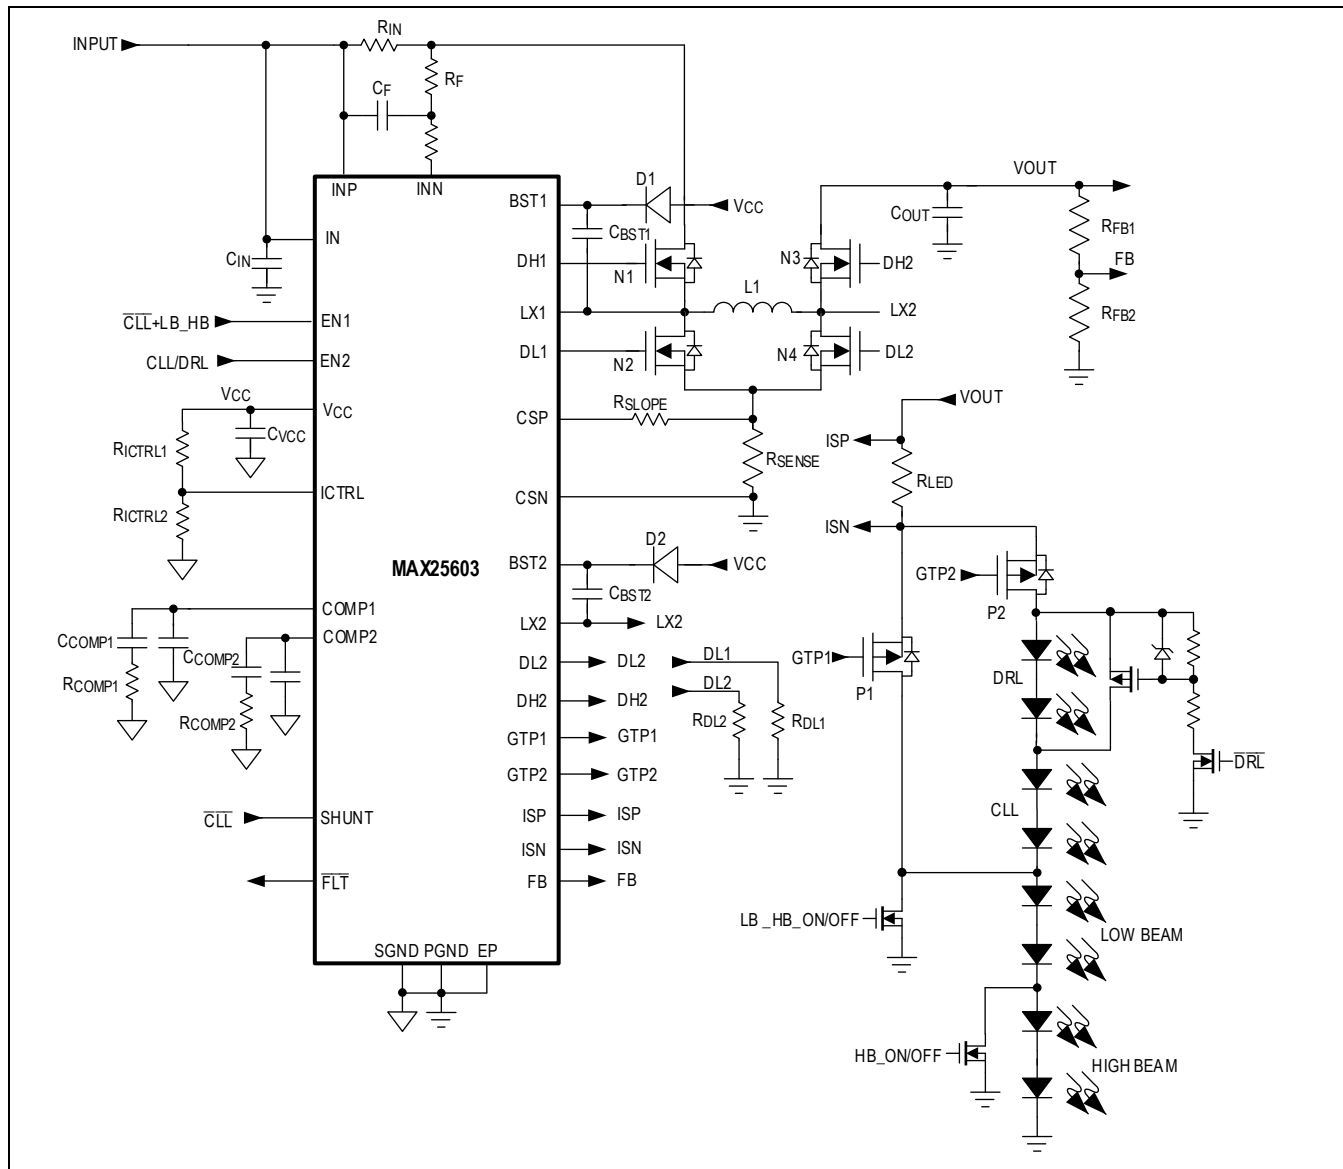 INPUT
RIN
RF
CF
INP
INN
IN
CIN
C̅L̅L̅+LB_HB
EN1
CLL/DRL
EN2
VCC
VCC
CVCC
RICTRL1
ICTRL
RICTRL2
MAX25603
COMP1
COMP2
CCOMP1
CCOMP2
RCOMP1
RCOMP2
C̅L̅L̅
SHUNT
F̅L̅T̅
SGND PGND EP
BST1
D1
VCC
CBST1
DH1
N1
LX1
L1
DL1
N2
N3
DH2
LX2
N4
DL2
CSP
RSLOPE
RSENSE
CSN
BST2
D2
VCC
CBST2
LX2
LX2
DL2
DL2
DH2
DH2
GTP1
GTP1
GTP2
GTP2
ISP
ISP
ISN
ISN
FB
FB
DL1
DL2
RDL2
RDL1
VOUT
COUT
RFB1
FB
RFB2
VOUT
ISP
RLED
ISN
GTP2
P2
GTP1
P1
DRL
D̅R̅L̅
CLL
LB_HB_ON/OFF
LOW BEAM
HB_ON/OFF
HIGH BEAM